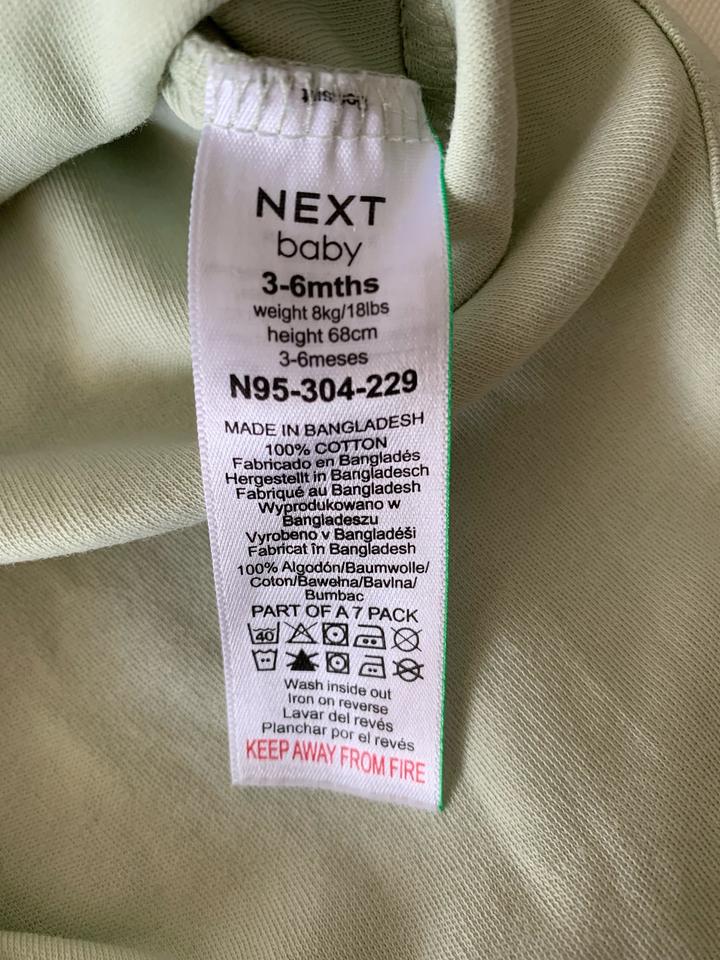 NEXT
baby
3-6mths
weight 8kg/18lbs
height 68cm
3-6meses
N95-304-229
MADE IN BANGLADESH
100% COTTON
Fabricado en Bangladés
Hergestellt in Bangladesch
Fabriqué au Bangladesh
Wyprodukowano w
Bangladeszu
Vyrobeno v Bangladéši
Fabricat în Bangladesh
100% Algodón/Baumwolle/
Coton/Bawełna/Bavlna/
Bumbac
PART OF A 7 PACK
40
Wash inside out
Iron on reverse
Lavar del revés
Planchar por el revés
KEEP AWAY FROM FIRE